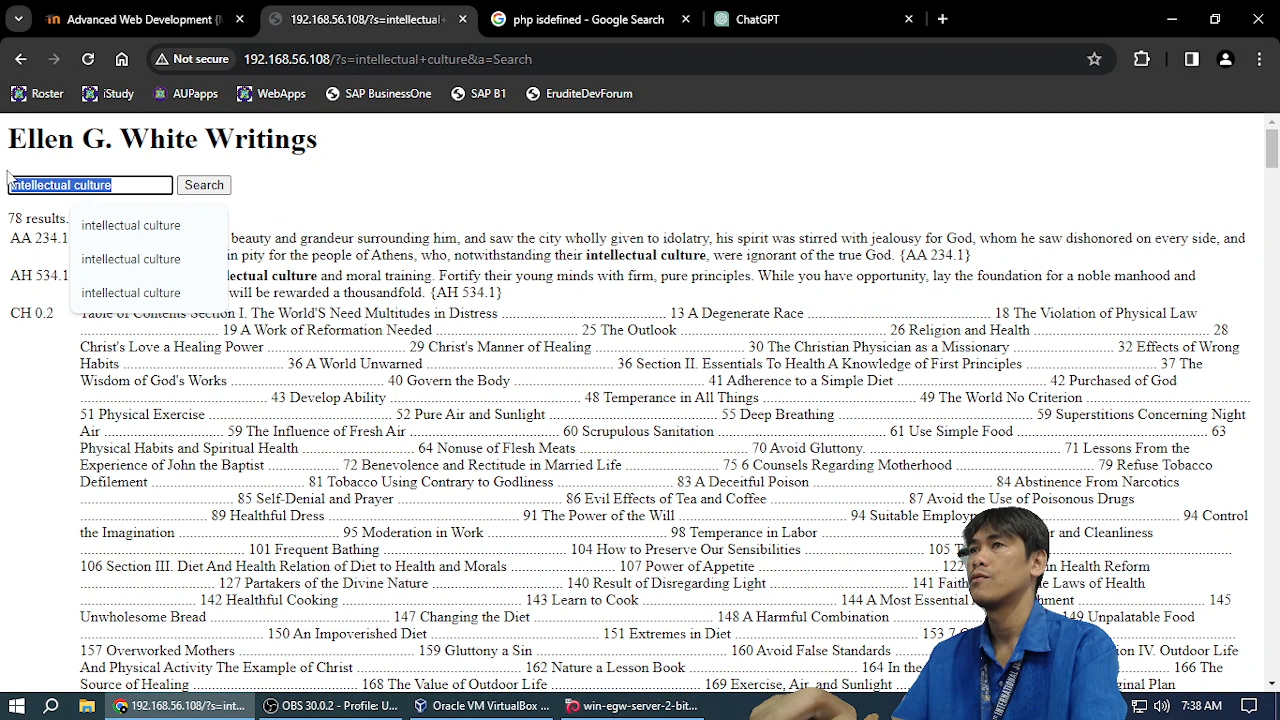 Advanced Web Development {M
192.168.56.108/?s=intellectual+
php isdefined - Google Search
ChatGPT
Not secure
192.168.56.108/?s=intellectual+culture&a=Search
Roster
iStudy
AUPapps
WebApps
SAP BusinessOne
SAP B1
EruditeDevForum
Ellen G. White Writings
intellectual culture
Search
78 results.
intellectual culture
intellectual culture
intellectual culture
AA 234.1 beauty and grandeur surrounding him, and saw the city wholly given to idolatry, his spirit was stirred with jealousy for God, whom he saw dishonored on every side, and
in pity for the people of Athens, who, notwithstanding their intellectual culture, were ignorant of the true God. {AA 234.1}
AH 534.1 lectual culture and moral training. Fortify their young minds with firm, pure principles. While you have opportunity, lay the foundation for a noble manhood and
will be rewarded a thousandfold. {AH 534.1}
CH 0.2 Table of Contents Section I. The World'S Need Multitudes in Distress ........ 13 A Degenerate Race ........ 18 The Violation of Physical Law
........ 19 A Work of Reformation Needed ........ 25 The Outlook ........ 26 Religion and Health ........ 28
Christ's Love a Healing Power ........ 29 Christ's Manner of Healing ........ 30 The Christian Physician as a Missionary ........ 32 Effects of Wrong
Habits ........ 36 A World Unwarned ........ 36 Section II. Essentials To Health A Knowledge of First Principles ........ 37 The
Wisdom of God's Works ........ 40 Govern the Body ........ 41 Adherence to a Simple Diet ........ 42 Purchased of God
........ 43 Develop Ability ........ 48 Temperance in All Things ........ 49 The World No Criterion ........
51 Physical Exercise ........ 52 Pure Air and Sunlight ........ 55 Deep Breathing ........ 59 Superstitions Concerning Night
Air ........ 59 The Influence of Fresh Air ........ 60 Scrupulous Sanitation ........ 61 Use Simple Food ........ 63
Physical Habits and Spiritual Health ........ 64 Nonuse of Flesh Meats ........ 70 Avoid Gluttony. ........ 71 Lessons From the
Experience of John the Baptist ........ 72 Benevolence and Rectitude in Married Life ........ 75 6 Counsels Regarding Motherhood ........ 79 Refuse Tobacco
Defilement ........ 81 Tobacco Using Contrary to Godliness ........ 83 A Deceitful Poison ........ 84 Abstinence From Narcotics
........ 85 Self-Denial and Prayer ........ 86 Evil Effects of Tea and Coffee ........ 87 Avoid the Use of Poisonous Drugs
........ 89 Healthful Dress ........ 91 The Power of the Will ........ 94 Suitable Employ 94 Control
the Imagination ........ 95 Moderation in Work ........ 98 Temperance in Labor ........ r and Cleanliness
........ 101 Frequent Bathing ........ 104 How to Preserve Our Sensibilities ........ 105
106 Section III. Diet And Health Relation of Diet to Health and Morals ........ 107 Power of Appetite ........ 122 in Health Reform
........ 127 Partakers of the Divine Nature ........ 140 Result of Disregarding Light ........ 141 Faith Laws of Health
........ 142 Healthful Cooking ........ 143 Learn to Cook ........ 144 A Most Essential ment ........ 145
Unwholesome Bread ........ 147 Changing the Diet ........ 148 A Harmful Combination ........ 149 Unpalatable Food
........ 150 An Impoverished Diet ........ 151 Extremes in Diet ........ 153 7
157 Overworked Mothers ........ 159 Gluttony a Sin ........ 160 Avoid False Standards ........ ion IV. Outdoor Life
And Physical Activity The Example of Christ ........ 162 Nature a Lesson Book ........ 164 In the 166 The
Source of Healing ........ 168 The Value of Outdoor Life ........ 169 Exercise, Air, and Sunlight ........ ginal Plan
192.168.56.108/?s=int...
OBS 30.0.2 - Profile: U...
Oracle VM VirtualBox ...
win-egw-server-2-bit...
7:38 AM